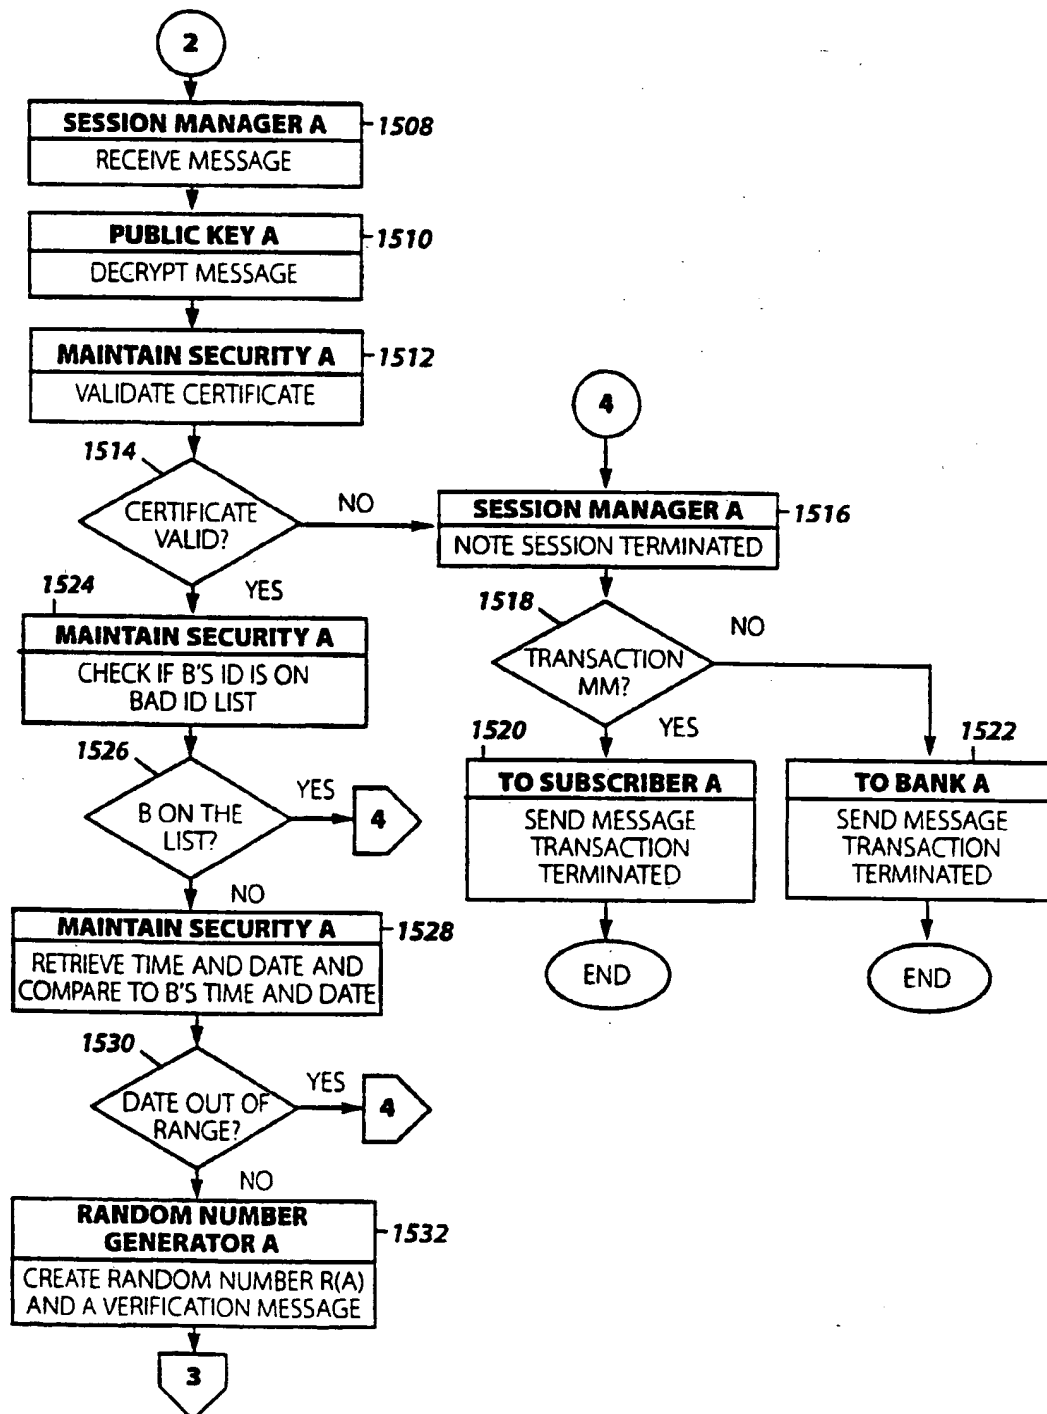 2
SESSION MANAGER A
1508
RECEIVE MESSAGE
PUBLIC KEY A
1510
DECRYPT MESSAGE
MAINTAIN SECURITY A
1512
VALIDATE CERTIFICATE
1514
CERTIFICATE
VALID?
NO
YES
4
SESSION MANAGER A
1516
NOTE SESSION TERMINATED
1518
TRANSACTION
MM?
NO
YES
1520
TO SUBSCRIBER A
SEND MESSAGE
TRANSACTION
TERMINATED
END
1522
TO BANK A
SEND MESSAGE
TRANSACTION
TERMINATED
END
1524
MAINTAIN SECURITY A
CHECK IF B'S ID IS ON
BAD ID LIST
1526
B ON THE
LIST?
YES
4
NO
MAINTAIN SECURITY A
1528
RETRIEVE TIME AND DATE AND
COMPARE TO B'S TIME AND DATE
1530
DATE OUT OF
RANGE?
YES
4
NO
RANDOM NUMBER
GENERATOR A
1532
CREATE RANDOM NUMBER R(A)
AND A VERIFICATION MESSAGE
3